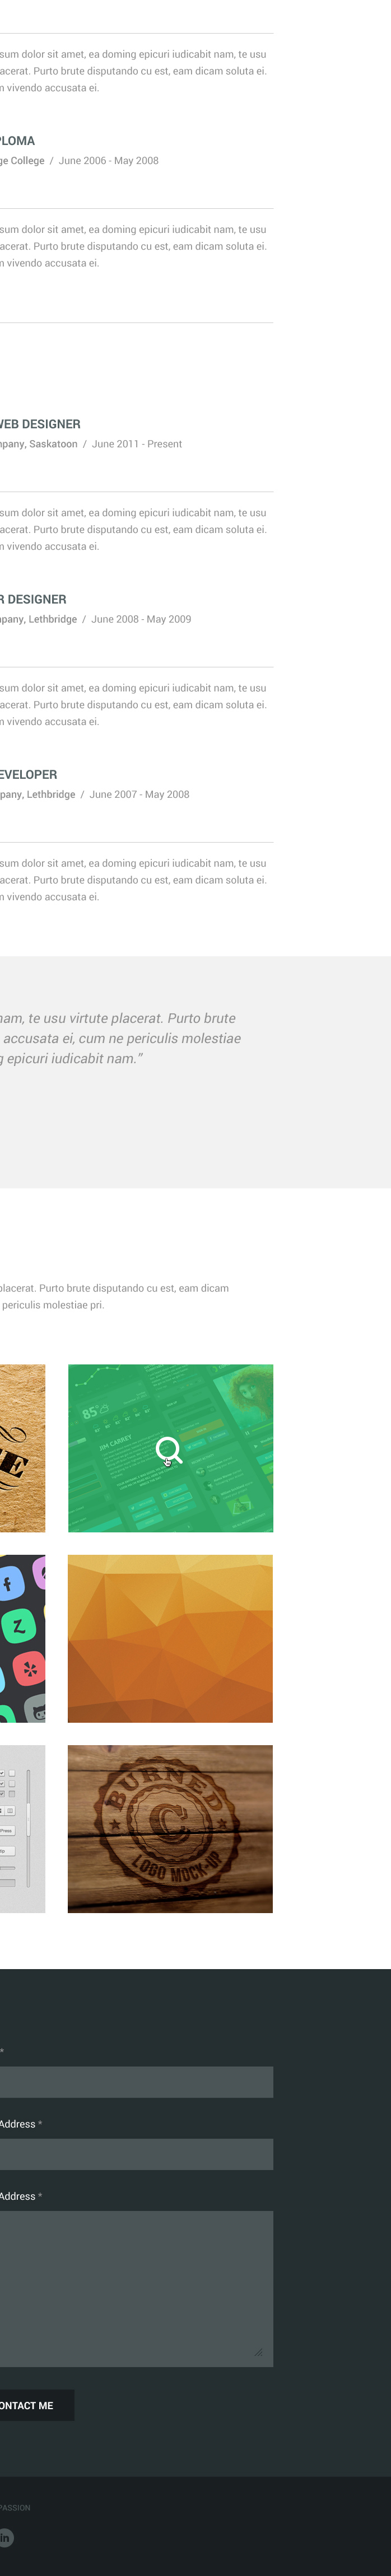 sum dolor sit amet, ea doming epicuri iudicabit nam, te usu
acerat. Purto brute disputando cu est, eam dicam soluta ei.
vivendo accusata ei.
PLOMA
ge College / June 2006 - May 2008
sum dolor sit amet, ea doming epicuri iudicabit nam, te usu
acerat. Purto brute disputando cu est, eam dicam soluta ei.
vivendo accusata ei.
WEB DESIGNER
mpany, Saskatoon / June 2011 - Present
sum dolor sit amet, ea doming epicuri iudicabit nam, te usu
acerat. Purto brute disputando cu est, eam dicam soluta ei.
vivendo accusata ei.
R DESIGNER
mpany, Lethbridge / June 2008 - May 2009
sum dolor sit amet, ea doming epicuri iudicabit nam, te usu
acerat. Purto brute disputando cu est, eam dicam soluta ei.
vivendo accusata ei.
EVELOPER
pany, Lethbridge / June 2007 - May 2008
sum dolor sit amet, ea doming epicuri iudicabit nam, te usu
acerat. Purto brute disputando cu est, eam dicam soluta ei.
vivendo accusata ei.
nam, te usu virtute placerat. Purto brute
accusata ei, cum ne periculis molestiae
g epicuri iudicabit nam.”
placerat. Purto brute disputando cu est, eam dicam
periculis molestiae pri.
85°
JIM CARREY
BURNED
C
LOGO MOCK-UP
*
Address *
Address *
ONTACT ME
PASSION
in